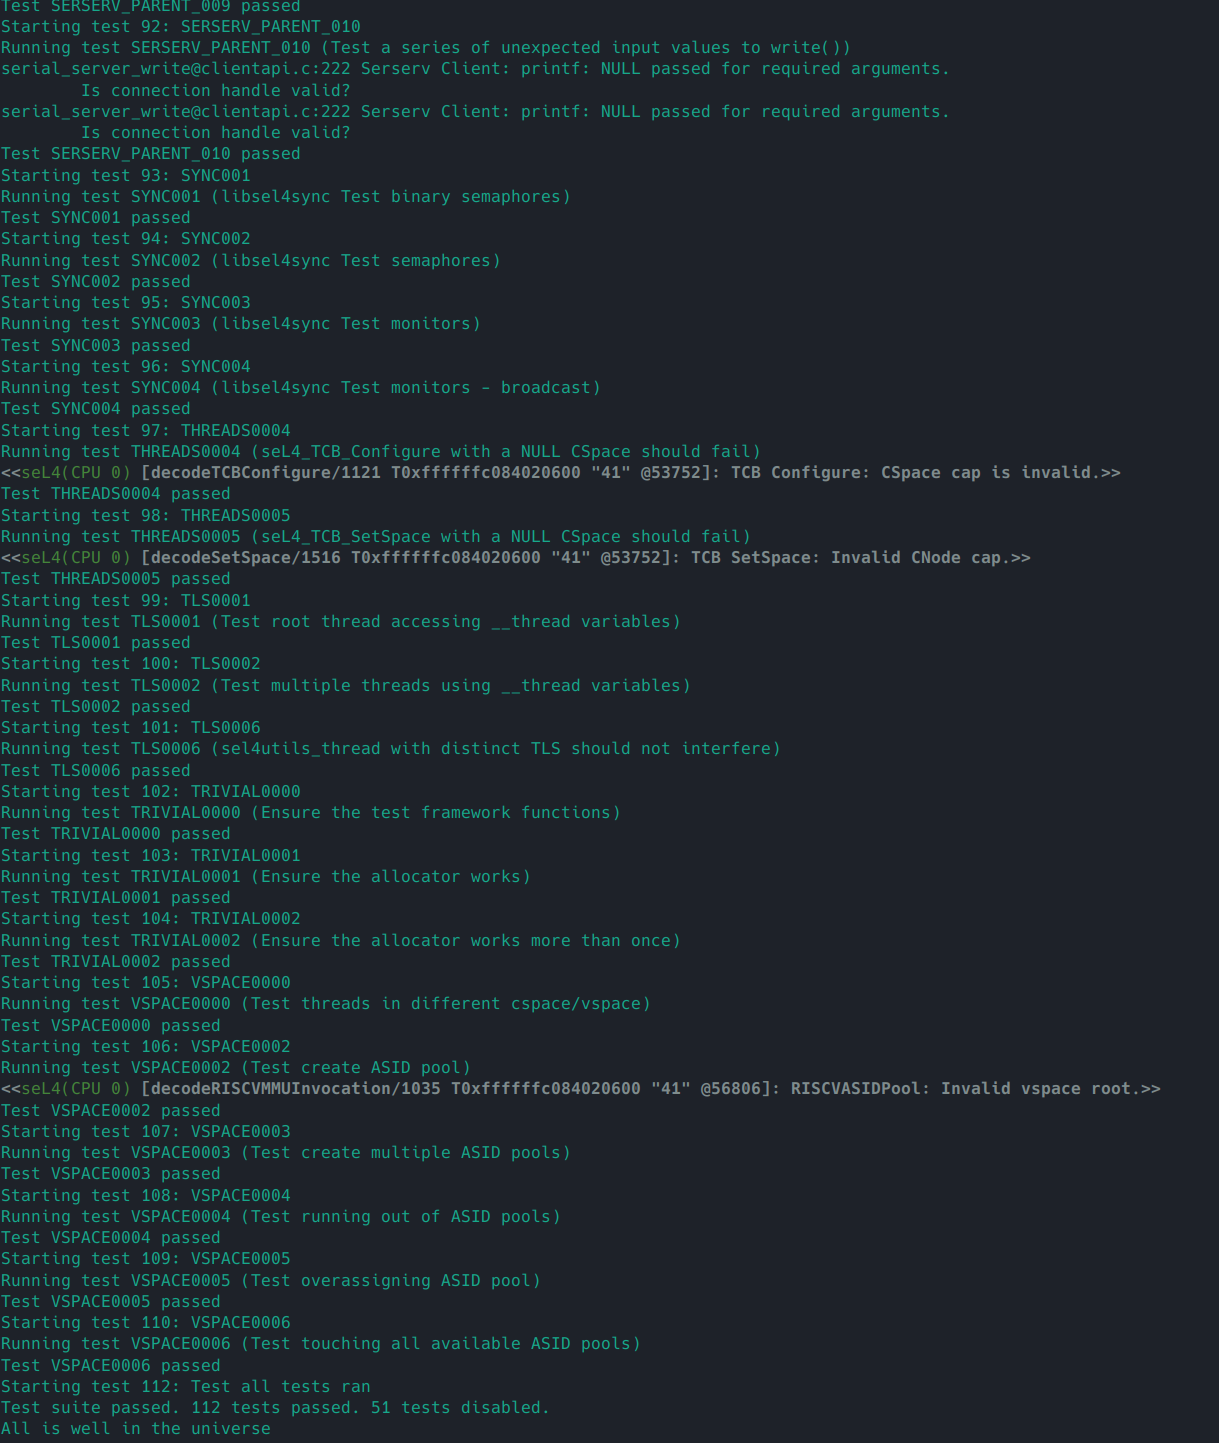 Test SERSERV_PARENT_009 passed
Starting test 92: SERSERV_PARENT_010
Running test SERSERV_PARENT_010 (Test a series of unexpected input values to write())
serial_server_write@clientapi.c:222 Serserv Client: printf: NULL passed for required arguments.
        Is connection handle valid?
serial_server_write@clientapi.c:222 Serserv Client: printf: NULL passed for required arguments.
        Is connection handle valid?
Test SERSERV_PARENT_010 passed
Starting test 93: SYNC001
Running test SYNC001 (libsel4sync Test binary semaphores)
Test SYNC001 passed
Starting test 94: SYNC002
Running test SYNC002 (libsel4sync Test semaphores)
Test SYNC002 passed
Starting test 95: SYNC003
Running test SYNC003 (libsel4sync Test monitors)
Test SYNC003 passed
Starting test 96: SYNC004
Running test SYNC004 (libsel4sync Test monitors - broadcast)
Test SYNC004 passed
Starting test 97: THREADS0004
Running test THREADS0004 (seL4_TCB_Configure with a NULL CSpace should fail)
<<seL4(CPU 0) [decodeTCBConfigure/1121 T0xffffffc084020600 "41" @53752]: TCB Configure: CSpace cap is invalid.>>
Test THREADS0004 passed
Starting test 98: THREADS0005
Running test THREADS0005 (seL4_TCB_SetSpace with a NULL CSpace should fail)
<<seL4(CPU 0) [decodeSetSpace/1516 T0xffffffc084020600 "41" @53752]: TCB SetSpace: Invalid CNode cap.>>
Test THREADS0005 passed
Starting test 99: TLS0001
Running test TLS0001 (Test root thread accessing __thread variables)
Test TLS0001 passed
Starting test 100: TLS0002
Running test TLS0002 (Test multiple threads using __thread variables)
Test TLS0002 passed
Starting test 101: TLS0006
Running test TLS0006 (sel4utils_thread with distinct TLS should not interfere)
Test TLS0006 passed
Starting test 102: TRIVIAL0000
Running test TRIVIAL0000 (Ensure the test framework functions)
Test TRIVIAL0000 passed
Starting test 103: TRIVIAL0001
Running test TRIVIAL0001 (Ensure the allocator works)
Test TRIVIAL0001 passed
Starting test 104: TRIVIAL0002
Running test TRIVIAL0002 (Ensure the allocator works more than once)
Test TRIVIAL0002 passed
Starting test 105: VSPACE0000
Running test VSPACE0000 (Test threads in different cspace/vspace)
Test VSPACE0000 passed
Starting test 106: VSPACE0002
Running test VSPACE0002 (Test create ASID pool)
<<seL4(CPU 0) [decodeRISCVMMUInvocation/1035 T0xffffffc084020600 "41" @56806]: RISCVASIDPool: Invalid vspace root.>>
Test VSPACE0002 passed
Starting test 107: VSPACE0003
Running test VSPACE0003 (Test create multiple ASID pools)
Test VSPACE0003 passed
Starting test 108: VSPACE0004
Running test VSPACE0004 (Test running out of ASID pools)
Test VSPACE0004 passed
Starting test 109: VSPACE0005
Running test VSPACE0005 (Test overassigning ASID pool)
Test VSPACE0005 passed
Starting test 110: VSPACE0006
Running test VSPACE0006 (Test touching all available ASID pools)
Test VSPACE0006 passed
Starting test 112: Test all tests ran
Test suite passed. 112 tests passed. 51 tests disabled.
All is well in the universe